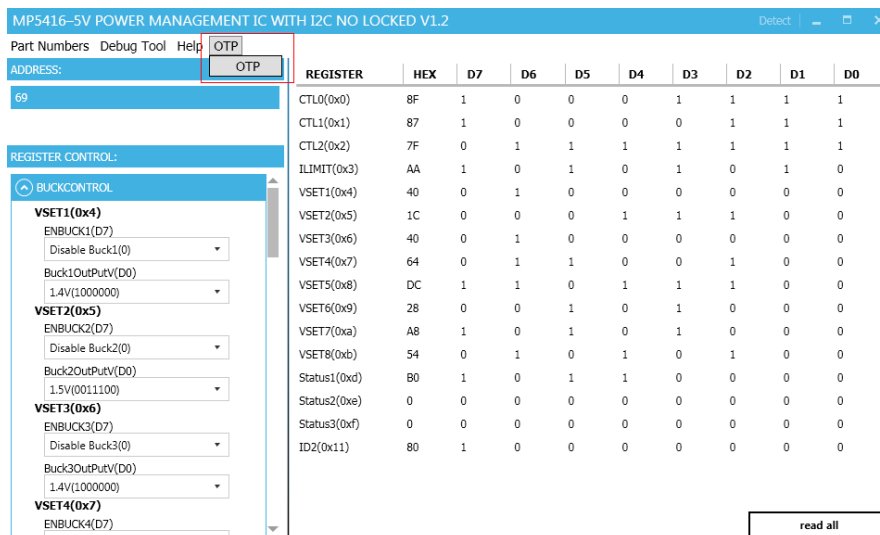 MP5416–5V POWER MANAGEMENT IC WITH I2C NO LOCKED V1.2 Detect
Part Numbers Debug Tool Help OTP
OTP
ADDRESS:
69
REGISTER CONTROL:
BUCKCONTROL
VSET1(0x4)
ENBUCK1(D7)
Disable Buck1(0)
Buck1OutPutV(D0)
1.4V(1000000)
VSET2(0x5)
ENBUCK2(D7)
Disable Buck2(0)
Buck2OutPutV(D0)
1.5V(0011100)
VSET3(0x6)
ENBUCK3(D7)
Disable Buck3(0)
Buck3OutPutV(D0)
1.4V(1000000)
VSET4(0x7)
ENBUCK4(D7)
REGISTER HEX D7 D6 D5 D4 D3 D2 D1 D0
CTL0(0x0) 8F 1 0 0 0 1 1 1 1
CTL1(0x1) 87 1 0 0 0 0 1 1 1
CTL2(0x2) 7F 0 1 1 1 1 1 1 1
ILIMIT(0x3) AA 1 0 1 0 1 0 1 0
VSET1(0x4) 40 0 1 0 0 0 0 0 0
VSET2(0x5) 1C 0 0 0 1 1 1 0 0
VSET3(0x6) 40 0 1 0 0 0 0 0 0
VSET4(0x7) 64 0 1 1 0 0 1 0 0
VSET5(0x8) DC 1 1 0 1 1 1 0 0
VSET6(0x9) 28 0 0 1 0 1 0 0 0
VSET7(0xa) A8 1 0 1 0 1 0 0 0
VSET8(0xb) 54 0 1 0 1 0 1 0 0
Status1(0xd) B0 1 0 1 1 0 0 0 0
Status2(0xe) 0 0 0 0 0 0 0 0 0
Status3(0xf) 0 0 0 0 0 0 0 0 0
ID2(0x11) 80 1 0 0 0 0 0 0 0
read all